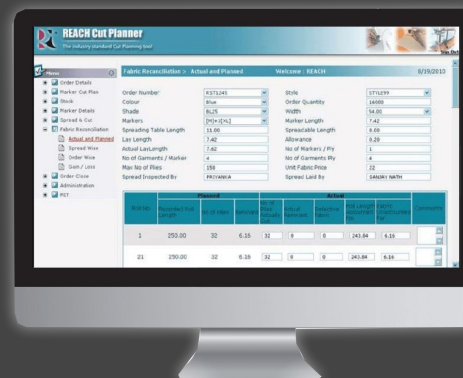 REACH Cut Planner
The industry standard Cut Planning tool
Menu
Fabric Reconciliation > Actual and Planned Welcome : REACH 8/19/2010
Order Details
Marker Cut Plan
Stock
Marker Details
Spread & Cut
Fabric Reconciliation
Actual and Planned
Spread Wise
Order Wise
Gain / Loss
Order Close
Administration
Order Number Style STYLE99
Colour Blue Order Quantity 16000
Shade BL25 Width 54.00
Markers Marker Length 7.42
Spreading Table Length 11.00 Spreadable Length 8.00
Lay Length 7.42 Allowance 0.20
Actual LayLength 7.62 No of Markers / Ply 1
No of Garments / Marker 4 No of Garments Ply 4
Max No of Plies 158 Unit Fabric Price 22
Spread Inspected By PRIYANKA Spread Laid By SANJAY NATH
Planned Actual
No of Plies Comments
1 250.00 32 6.16 32 0 0 243.84 6.16
21 250.00 32 6.16 32 0 0 243.84 6.16